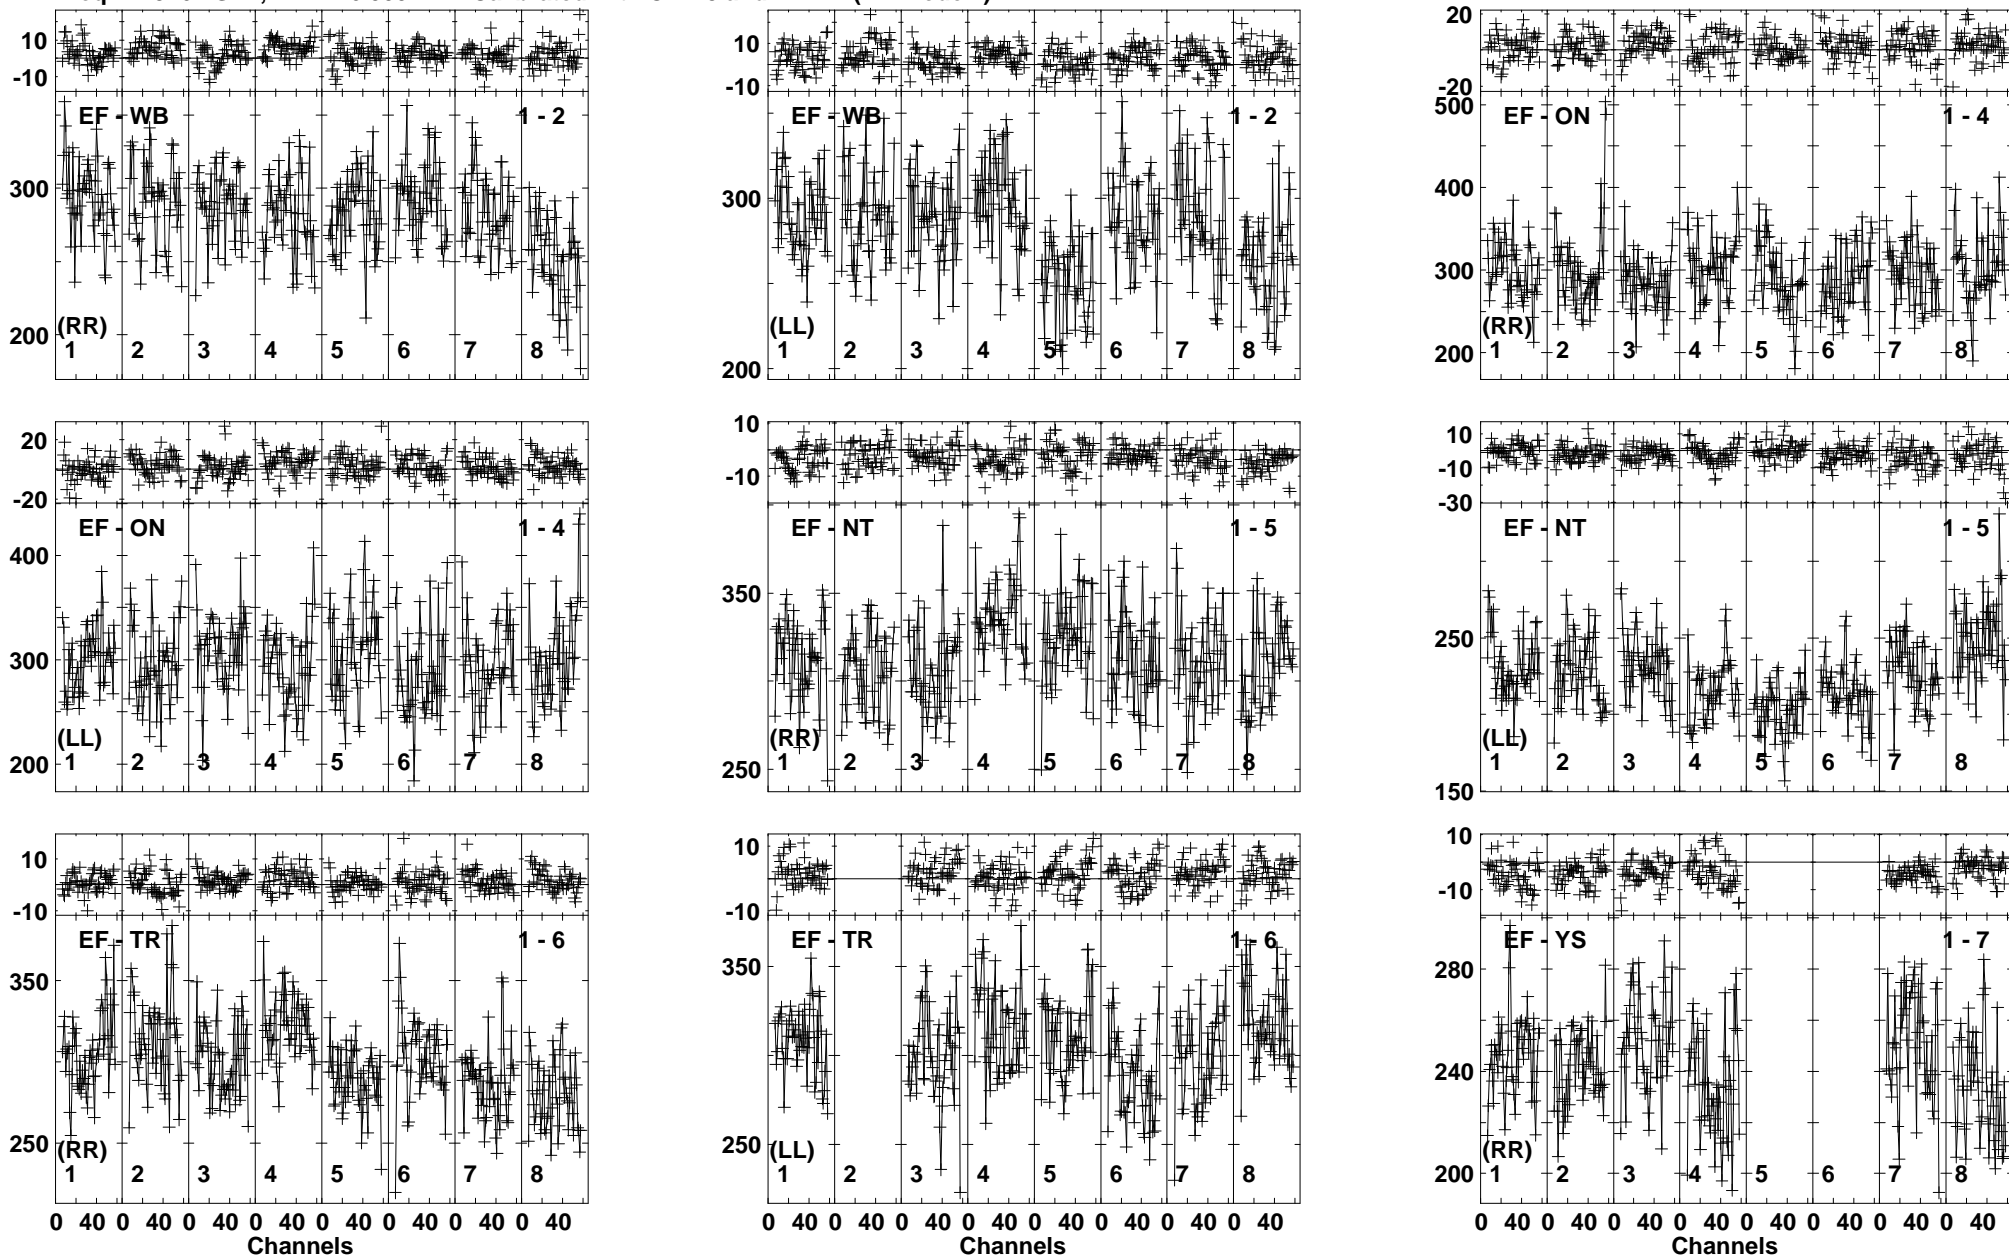 10 10 20
-10 -10 -20
EF - WB 1 - 2 EF - WB 1 - 2 500 EF - ON 1 - 4
400
300 300 300
200 (RR) 200 (LL) 200 (RR)
1 2 3 4 5 6 7 8 1 2 3 4 5 6 7 8 1 2 3 4 5 6 7 8
20 10 10
-20 -10 -10
-30
EF - ON 1 - 4 EF - NT 1 - 5 EF - NT 1 - 5
400 350 250
300
200 (LL) 250 (RR) 150 (LL)
1 2 3 4 5 6 7 8 1 2 3 4 5 6 7 8 1 2 3 4 5 6 7 8
10 10 10
-10 -10 -10
EF - TR 1 - 6 EF - TR 1 - 6 EF - YS 1 - 7
350 350 280
240
250 (RR) 250 (LL) 200 (RR)
1 2 3 4 5 6 7 8 1 2 3 4 5 6 7 8 1 2 3 4 5 6 7 8
0 40 0 40 0 40 0 40 0 40 0 40 0 40 0 40 0 40 0 40 0 40 0 40 0 40 0 40 0 40 0 40 0 40 0 40 0 40 0 40 0 40 0 40 0 40 0 40
Channels Channels Channels